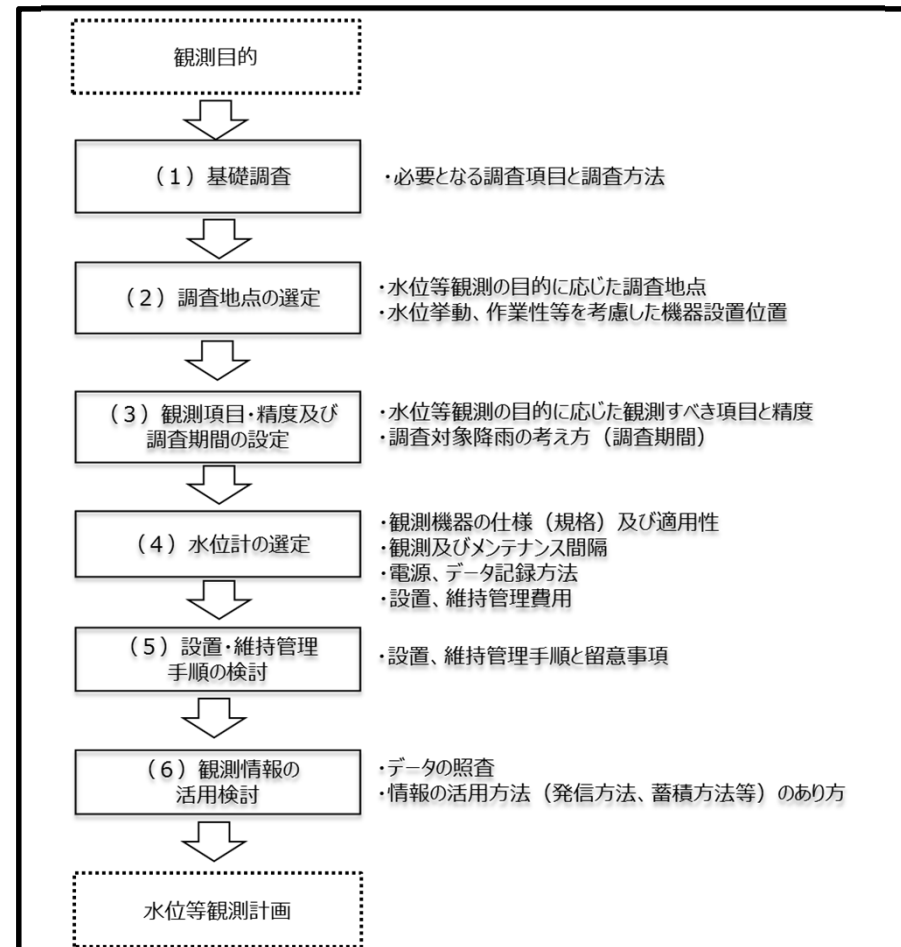 観測目的
（１）基礎調査
・必要となる調査項目と調査方法
（２）調査地点の選定
・水位等観測の目的に応じた調査地点
・水位挙動、作業性等を考慮した機器設置位置
（３）観測項目・精度及び
調査期間の設定
・水位等観測の目的に応じた観測すべき項目と精度
・調査対象降雨の考え方（調査期間）
（４）水位計の選定
・観測機器の仕様（規格）及び適用性
・観測及びメンテナンス間隔
・電源、データ記録方法
・設置、維持管理費用
（５）設置・維持管理
手順の検討
・設置、維持管理手順と留意事項
（６）観測情報の
活用検討
・データの照査
・情報の活用方法（発信方法、蓄積方法等）のあり方
水位等観測計画